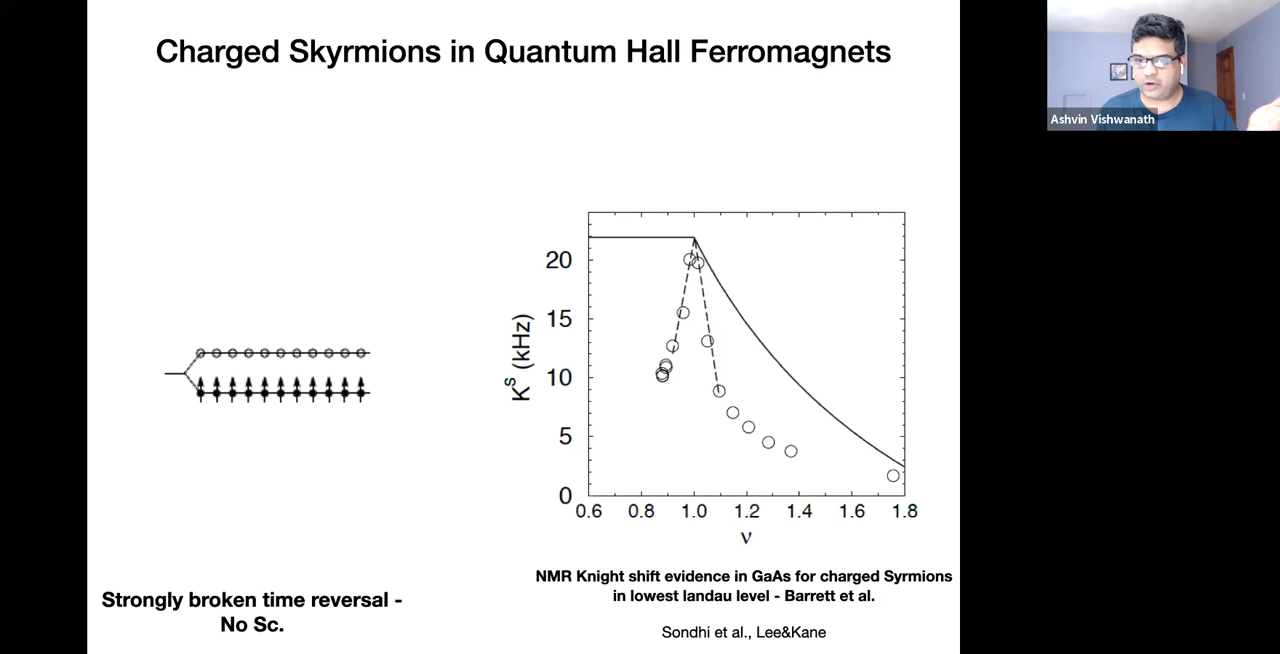 Charged Skyrmions in Quantum Hall Ferromagnets
Ashvin Vishwanath
20
15
10
5
0
K^s (kHz)
0.6 0.8 1.0 1.2 1.4 1.6 1.8
ν
NMR Knight shift evidence in GaAs for charged Syrmions
in lowest landau level - Barrett et al.
Sondhi et al., Lee&Kane
Strongly broken time reversal -
No Sc.